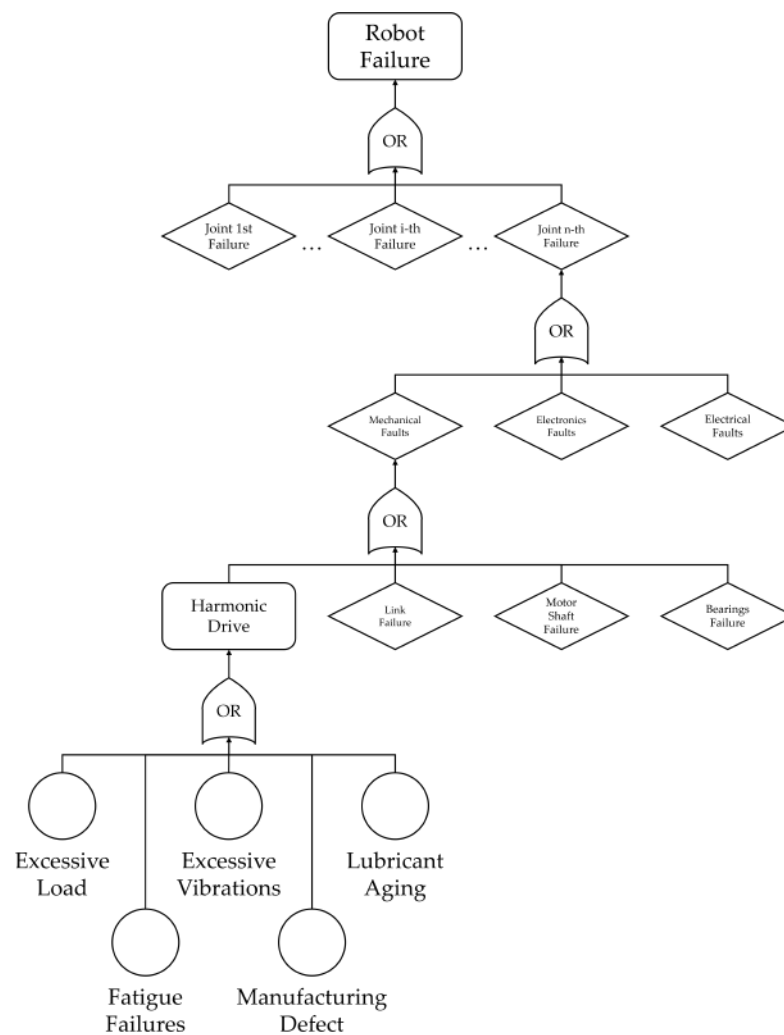 Robot
Failure
OR
Joint 1st
Failure
...
Joint i-th
Failure
...
Joint n-th
Failure
OR
Mechanical
Faults
Electronics
Faults
Electrical
Faults
OR
Harmonic
Drive
Link
Failure
Motor
Shaft
Failure
Bearings
Failure
OR
Excessive
Load
Excessive
Vibrations
Lubricant
Aging
Fatigue
Failures
Manufacturing
Defect